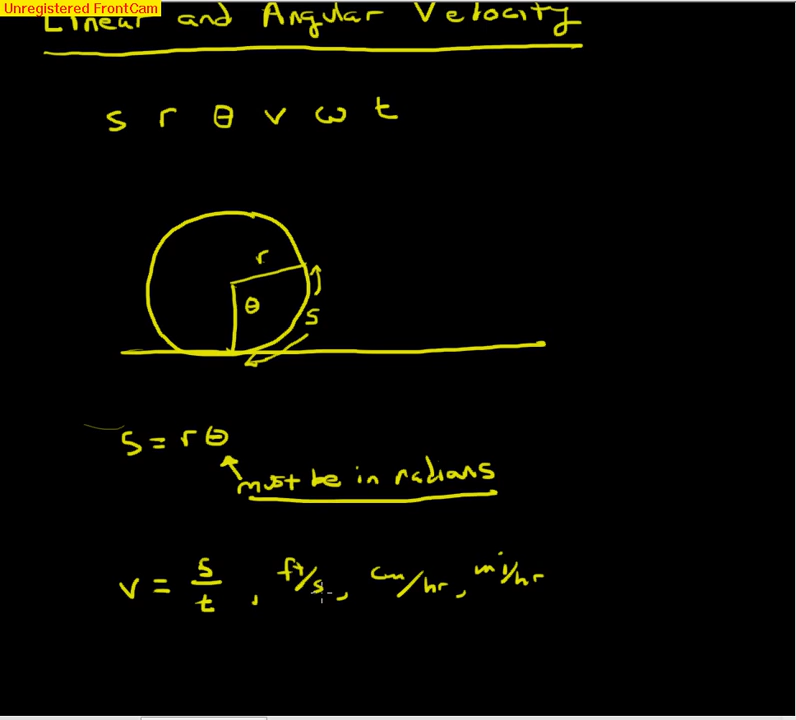 Unregistered FrontCam
Linear and Angular Velocity
s r θ v ω t
r
θ
s
s = rθ
must be in radians
v = s/t , ft/s, cm/hr, mi/hr